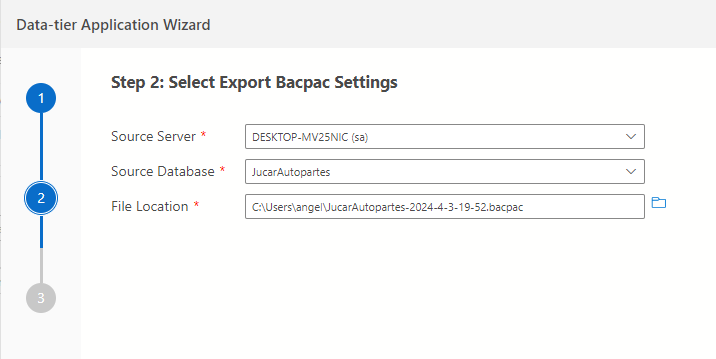 Data-tier Application Wizard
1
Step 2: Select Export Bacpac Settings
Source Server * DESKTOP-MV25NIC (sa)
Source Database * JucarAutopartes
2
File Location * C:\Users\angel\JucarAutopartes-2024-4-3-19-52.bacpac
3